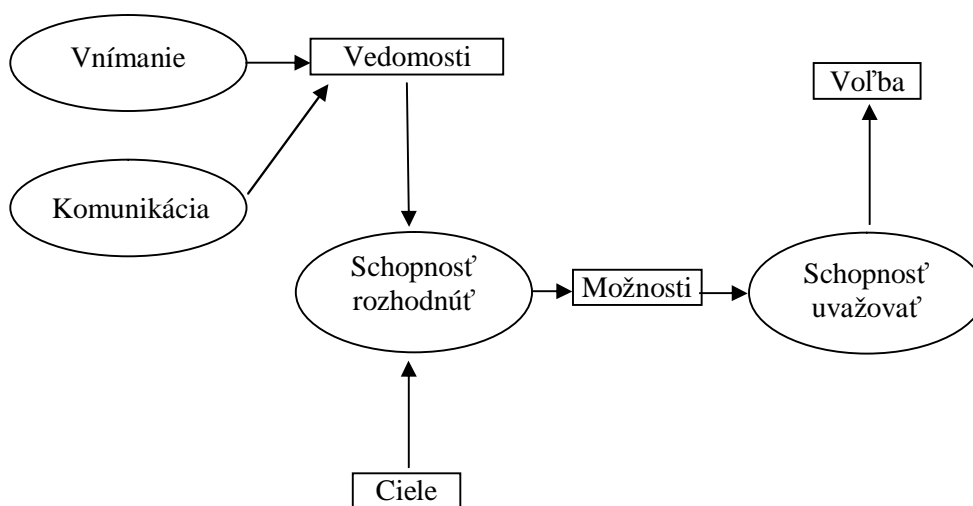 Vnímanie
Vedomosti
Voľba
Komunikácia
Schopnosť
rozhodnúť
Možnosti
Schopnosť
uvažovať
Ciele